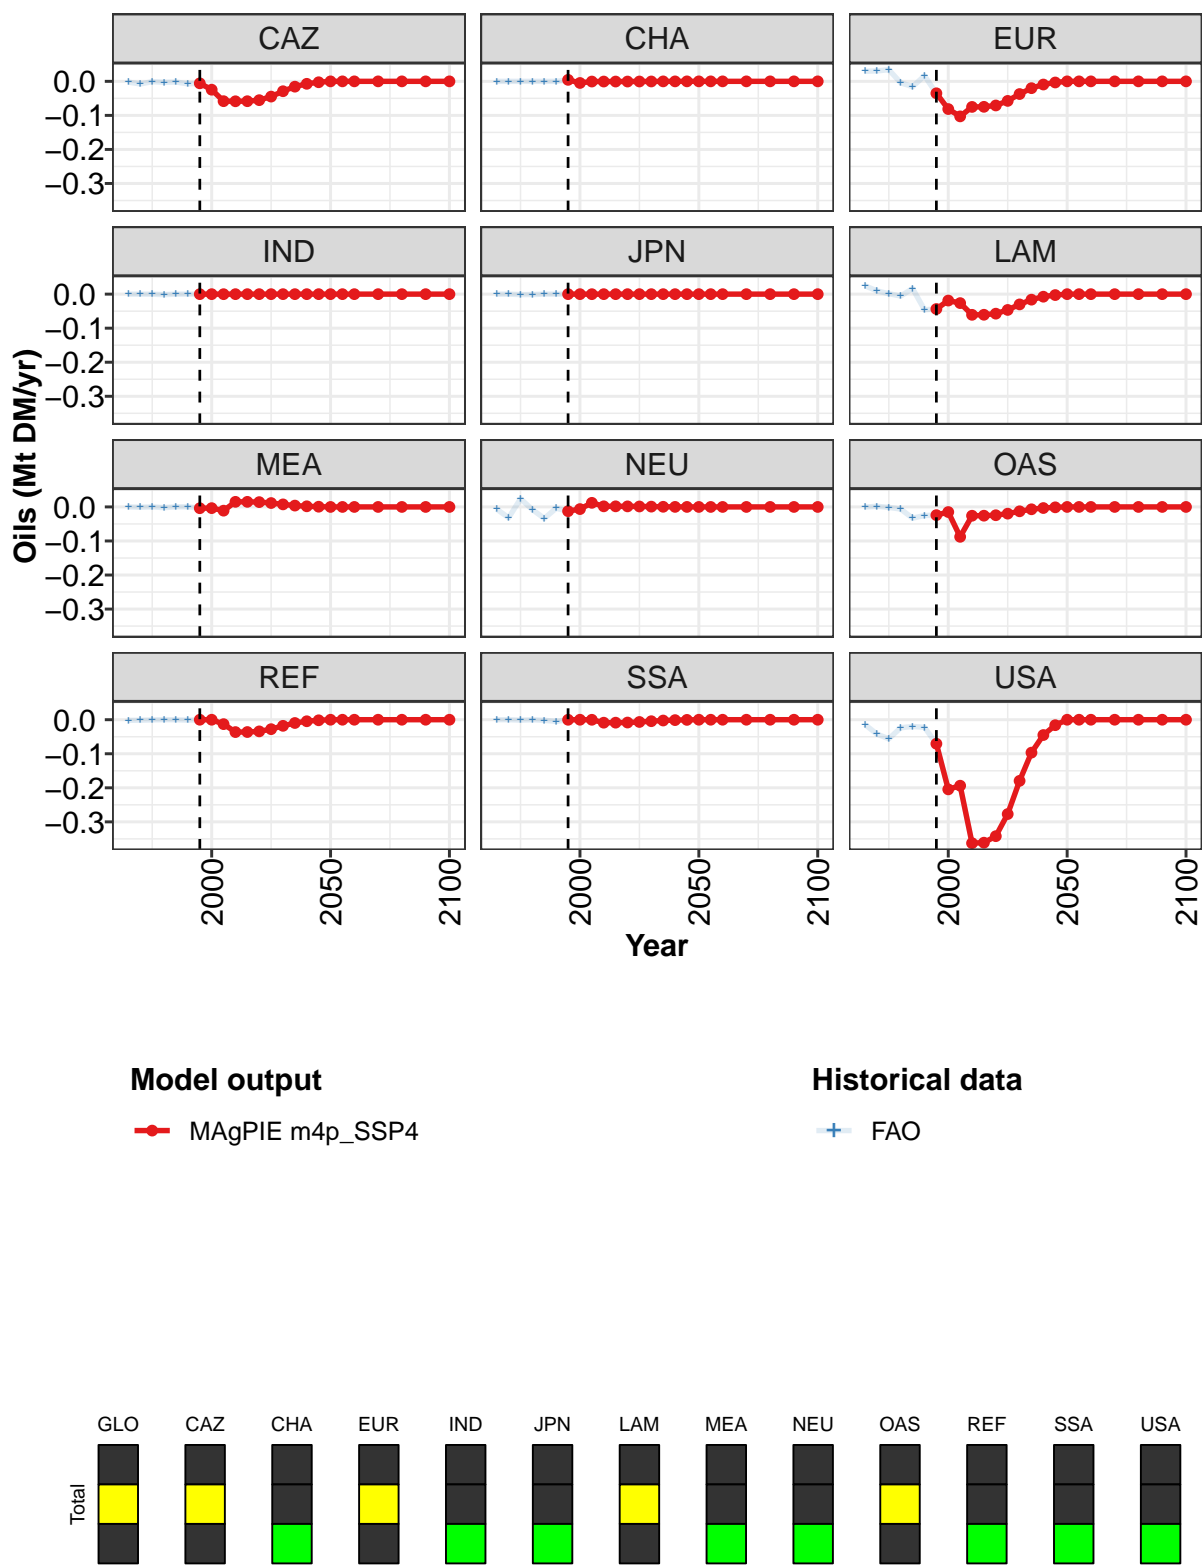 CAZ CHA EUR
0.0
−0.1
−0.2
−0.3
IND JPN LAM
0.0
−0.1
−0.2
−0.3
MEA NEU OAS
0.0
−0.1
−0.2
−0.3
REF SSA USA
0.0
−0.1
−0.2
−0.3
Oils (Mt DM/yr)
2000 2050 2100 2000 2050 2100 2000 2050 2100
Year
Model output Historical data
MAgPIE m4p_SSP4 FAO
GLO CAZ CHA EUR IND JPN LAM MEA NEU OAS REF SSA USA
Total